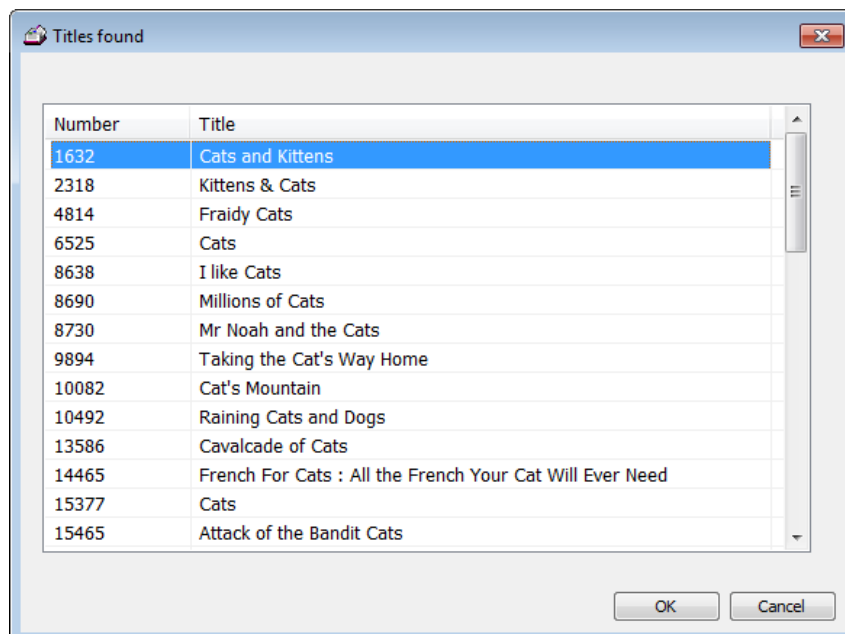 Titles found
Number Title
1632 Cats and Kittens
2318 Kittens & Cats
4814 Fraidy Cats
6525 Cats
8638 I like Cats
8690 Millions of Cats
8730 Mr Noah and the Cats
9894 Taking the Cat's Way Home
10082 Cat's Mountain
10492 Raining Cats and Dogs
13586 Cavalcade of Cats
14465 French For Cats : All the French Your Cat Will Ever Need
15377 Cats
15465 Attack of the Bandit Cats
OK Cancel